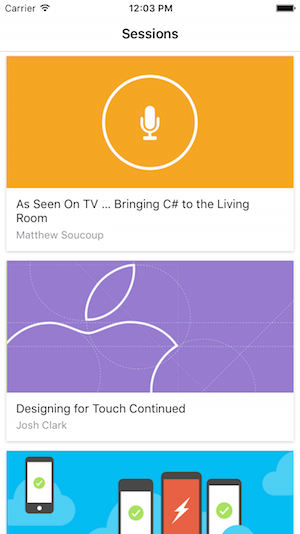 Carrier 12:03 PM
Sessions
As Seen On TV ... Bringing C# to the Living
Room
Matthew Soucoup
Designing for Touch Continued
Josh Clark